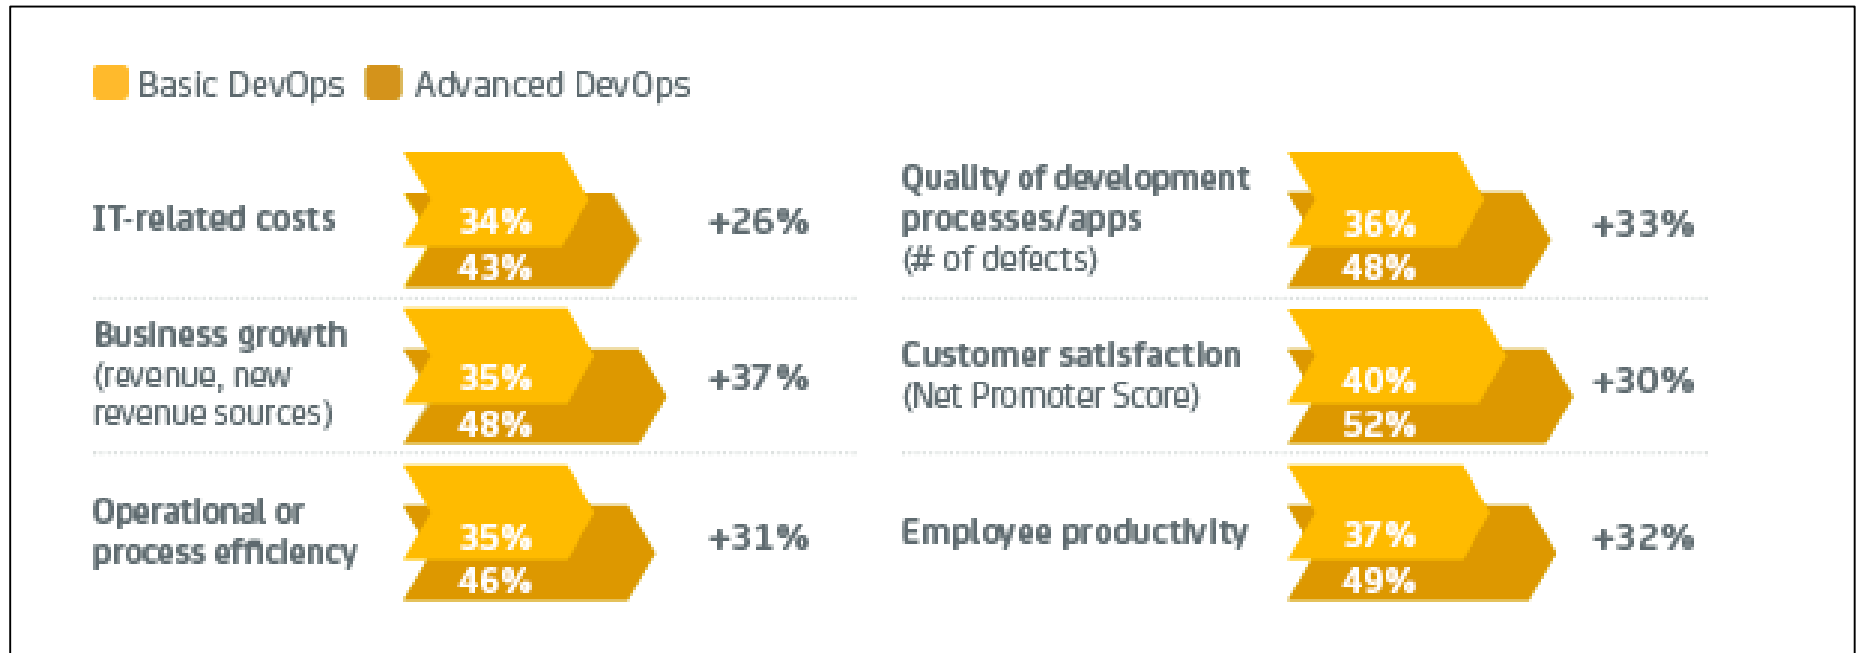 Basic DevOps Advanced DevOps
IT-related costs
34%
43%
+26%
Business growth
(revenue, new
revenue sources)
35%
48%
+37%
Operational or
process efficiency
35%
46%
+31%
Quality of development
processes/apps
(# of defects)
36%
48%
+33%
Customer satisfaction
(Net Promoter Score)
40%
52%
+30%
Employee productivity
37%
49%
+32%